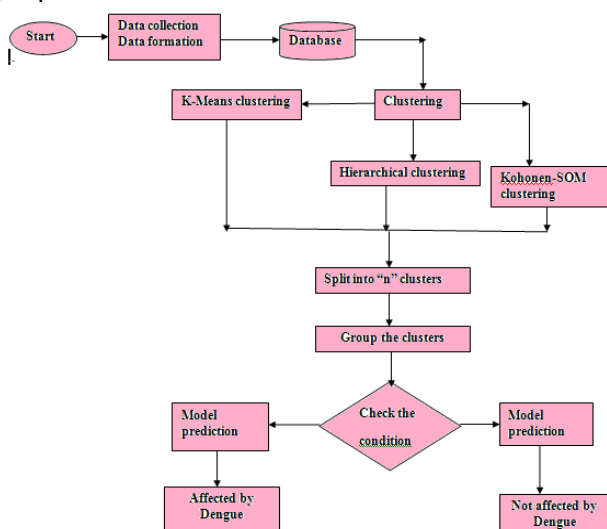 Start
Data collection
Data formation
Database
K-Means clustering
Clustering
Hierarchical clustering
Kohonen-SOM
clustering
Split into “n” clusters
Group the clusters
Check the
condition
Model
prediction
Model
prediction
Affected by
Dengue
Not affected by
Dengue